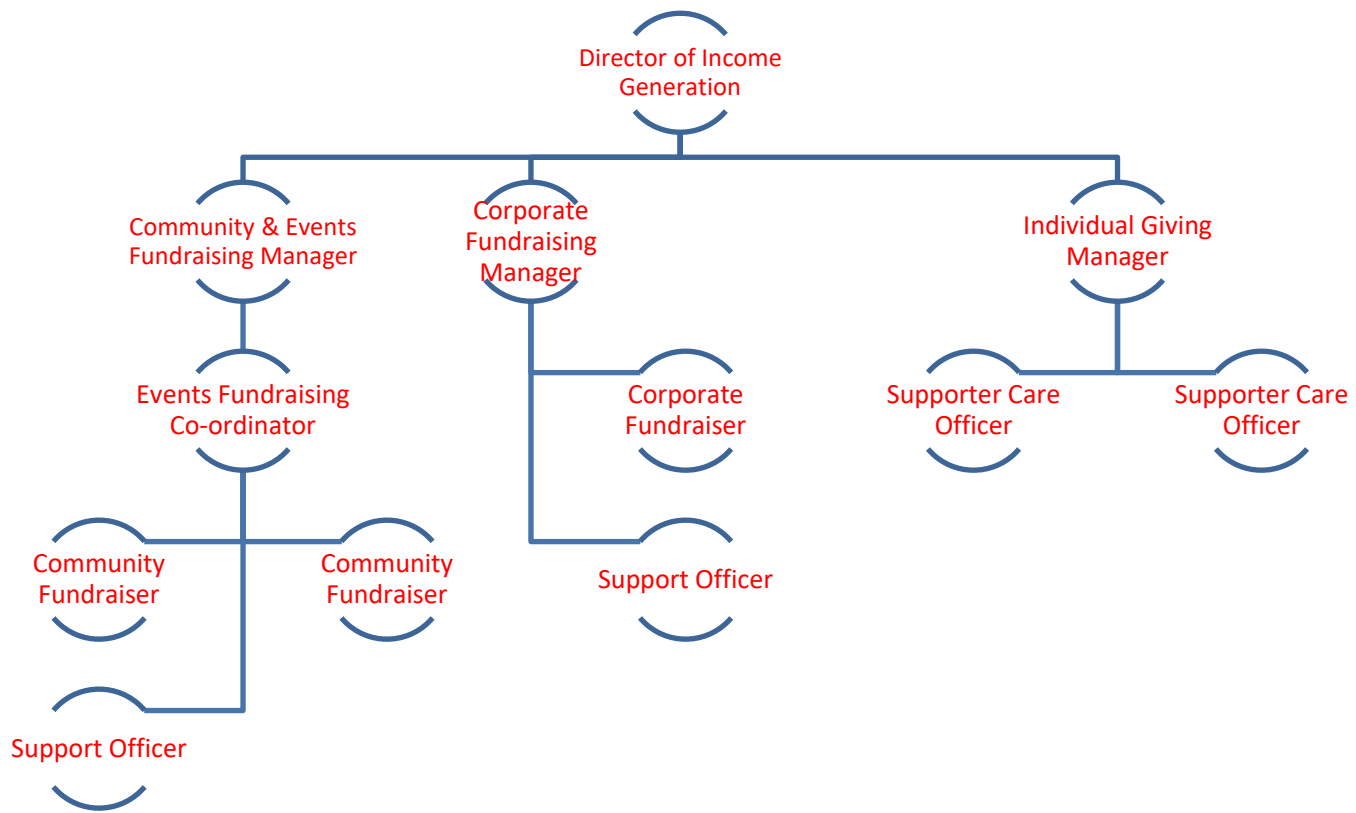 Director of Income
Generation
Community & Events
Fundraising Manager
Corporate
Fundraising
Manager
Individual Giving
Manager
Events Fundraising
Co-ordinator
Corporate
Fundraiser
Supporter Care
Officer
Supporter Care
Officer
Community
Fundraiser
Community
Fundraiser
Support Officer
Support Officer